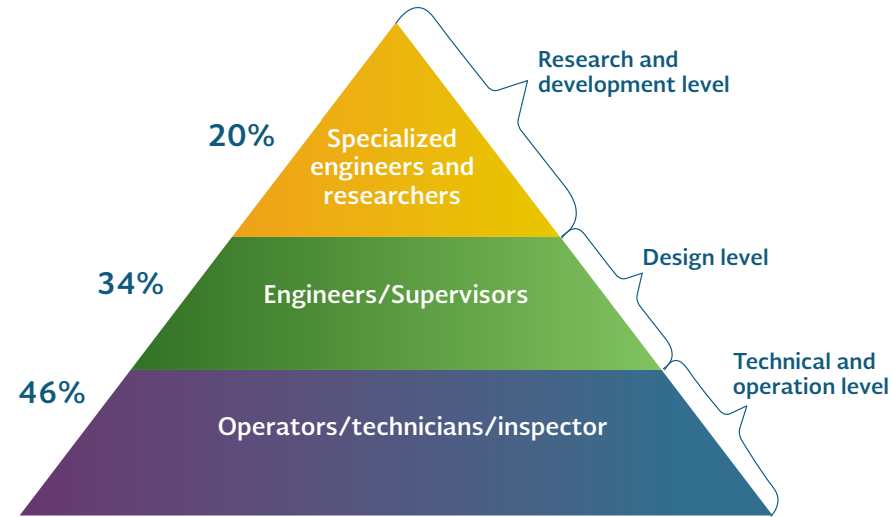 Research and
development level
20%
Specialized
engineers and
researchers
Design level
34%
Engineers/Supervisors
Technical and
operation level
46%
Operators/technicians/inspector